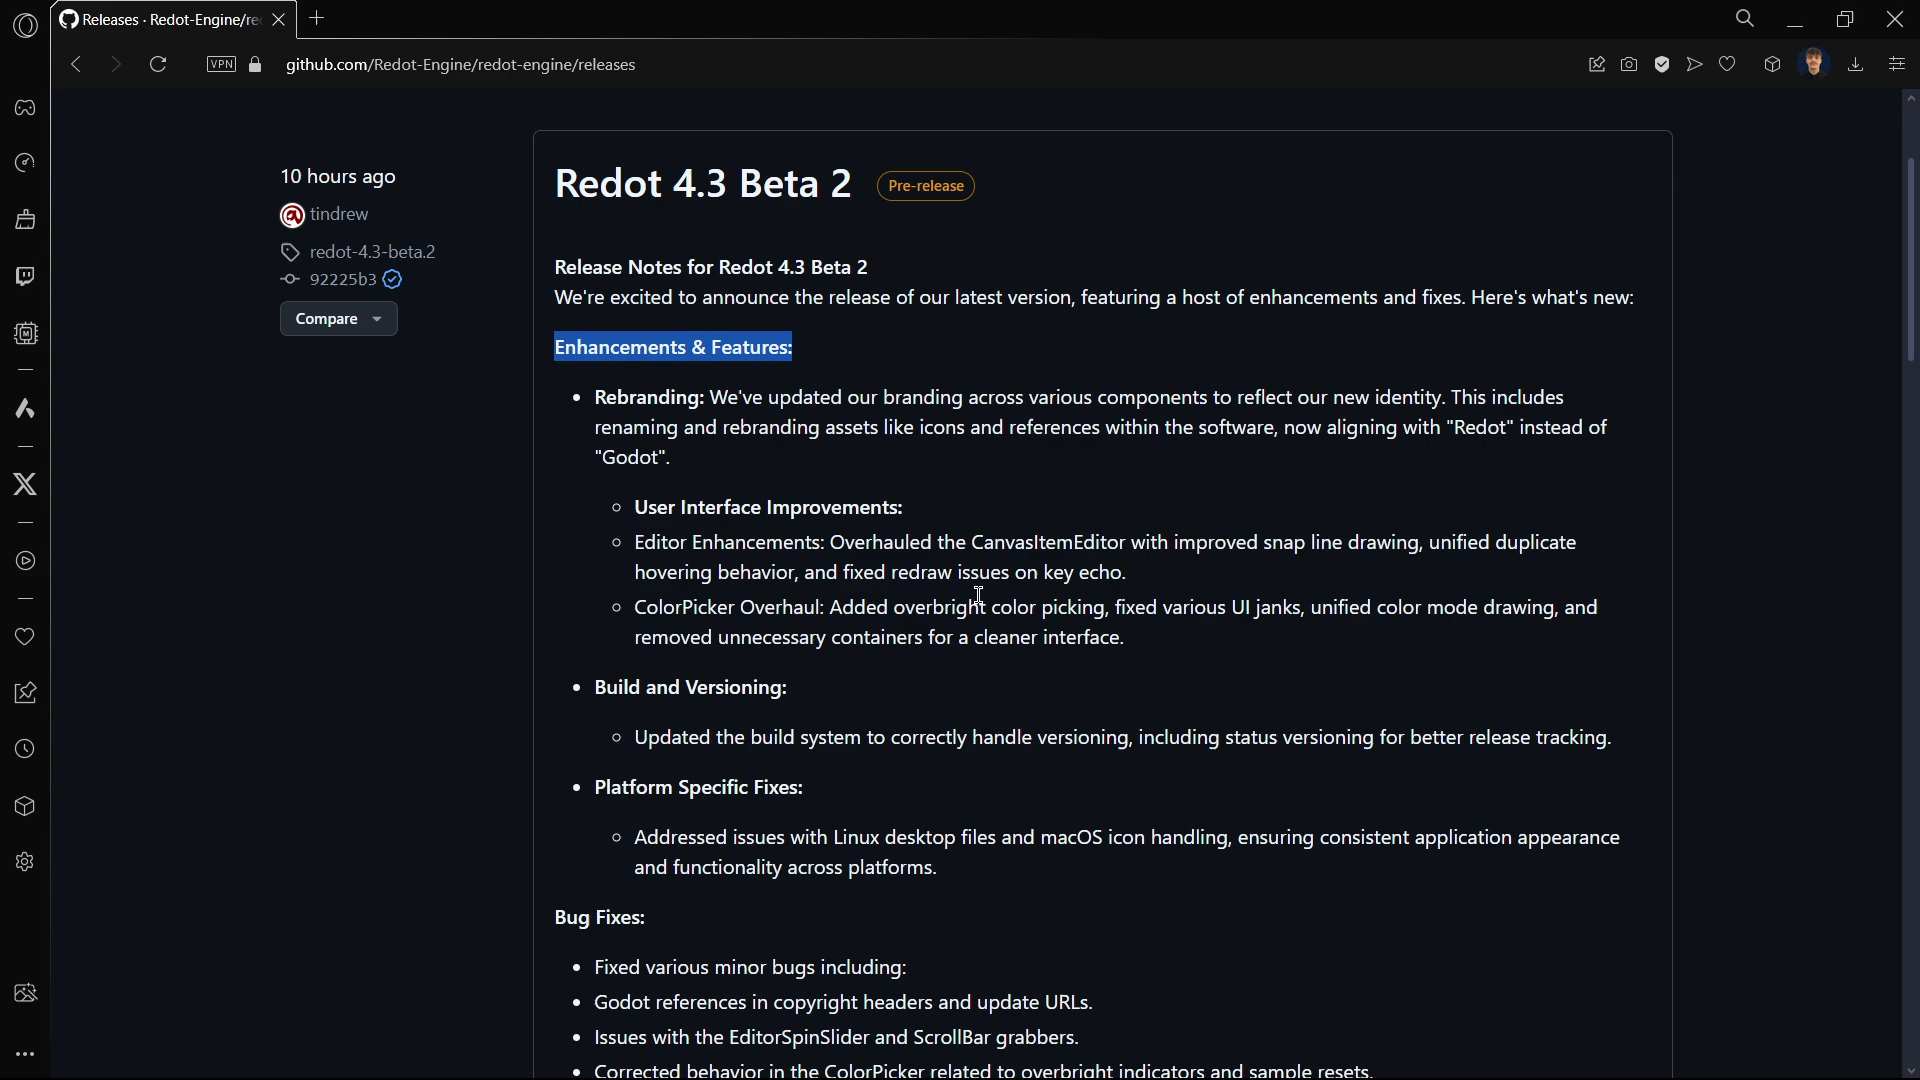 Releases · Redot-Engine/re
VPN
github.com/Redot-Engine/redot-engine/releases
10 hours ago
tindrew
redot-4.3-beta.2
92225b3
Compare
Redot 4.3 Beta 2
Pre-release
Release Notes for Redot 4.3 Beta 2
We're excited to announce the release of our latest version, featuring a host of enhancements and fixes. Here's what's new:
Enhancements & Features:
• Rebranding: We've updated our branding across various components to reflect our new identity. This includes
renaming and rebranding assets like icons and references within the software, now aligning with "Redot" instead of
"Godot".
◦ User Interface Improvements:
◦ Editor Enhancements: Overhauled the CanvasItemEditor with improved snap line drawing, unified duplicate
hovering behavior, and fixed redraw issues on key echo.
◦ ColorPicker Overhaul: Added overbright color picking, fixed various UI janks, unified color mode drawing, and
removed unnecessary containers for a cleaner interface.
• Build and Versioning:
◦ Updated the build system to correctly handle versioning, including status versioning for better release tracking.
• Platform Specific Fixes:
◦ Addressed issues with Linux desktop files and macOS icon handling, ensuring consistent application appearance
and functionality across platforms.
Bug Fixes:
• Fixed various minor bugs including:
• Godot references in copyright headers and update URLs.
• Issues with the EditorSpinSlider and ScrollBar grabbers.
• Corrected behavior in the ColorPicker related to overbright indicators and sample resets.